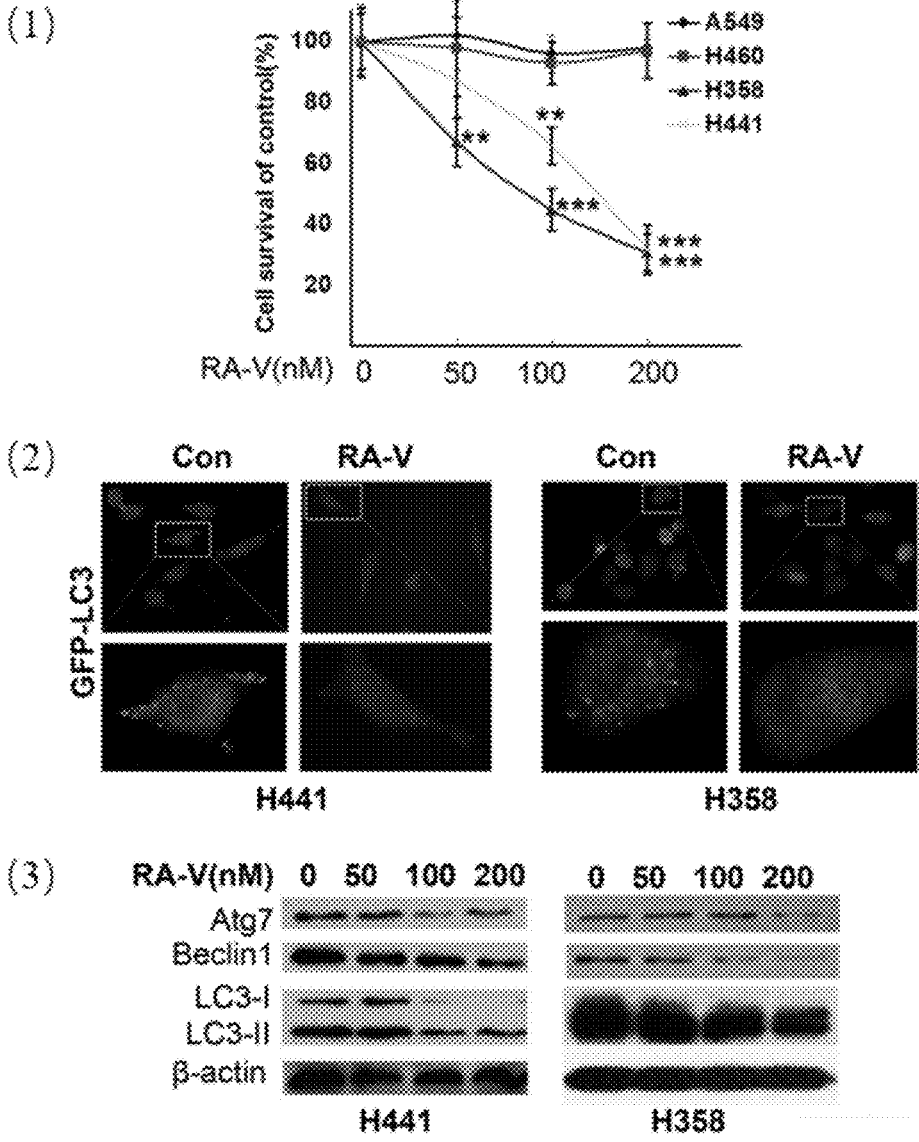 (1)
Cell survival of control(%)
100
80
60
40
20
**
**
***
***
***
A549
H460
H358
H441
RA-V(nM) 0 50 100 200
(2)
Con RA-V Con RA-V
GFP-LC3
H441 H358
(3)
RA-V(nM) 0 50 100 200 0 50 100 200
Atg7
Beclin1
LC3-I
LC3-II
β-actin
H441 H358